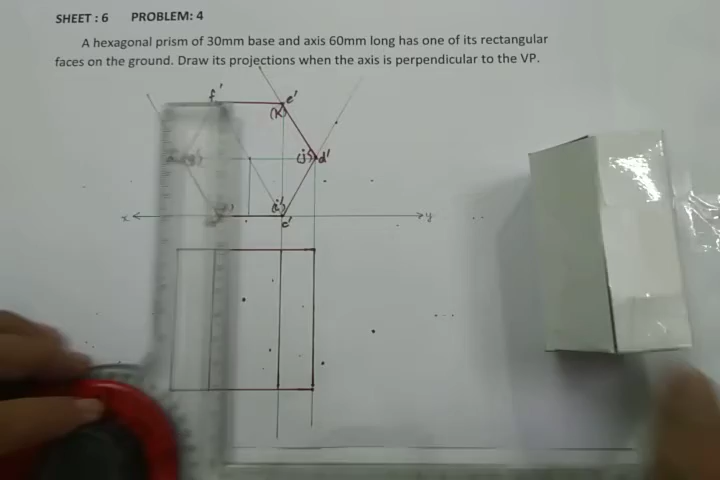 SHEET : 6 PROBLEM: 4
A hexagonal prism of 30mm base and axis 60mm long has one of its rectangular
faces on the ground. Draw its projections when the axis is perpendicular to the VP.
f' e'
(k')
(j') d'
(i')
x y
c'